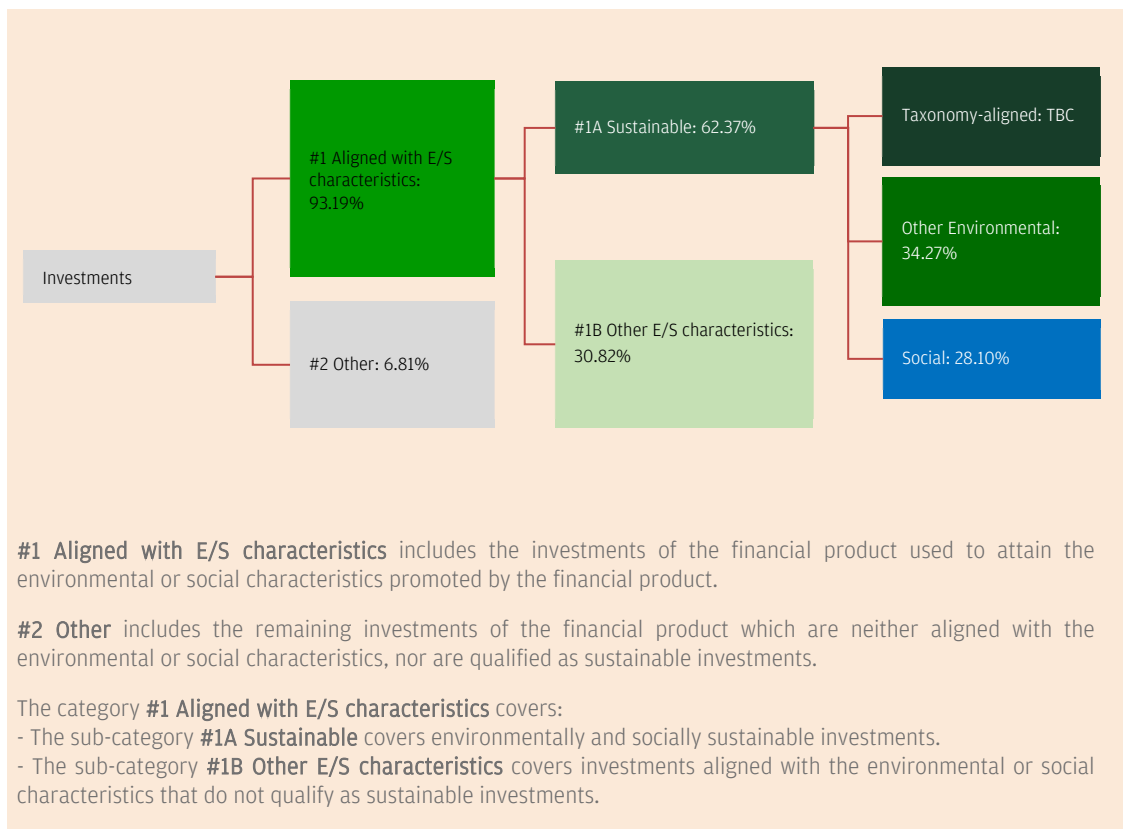 Investments
#1 Aligned with E/S
characteristics:
93.19%
#2 Other: 6.81%
#1A Sustainable: 62.37%
#1B Other E/S characteristics:
30.82%
Taxonomy-aligned: TBC
Other Environmental:
34.27%
Social: 28.10%
#1 Aligned with E/S characteristics includes the investments of the financial product used to attain the
environmental or social characteristics promoted by the financial product.
#2 Other includes the remaining investments of the financial product which are neither aligned with the
environmental or social characteristics, nor are qualified as sustainable investments.
The category #1 Aligned with E/S characteristics covers:
- The sub-category #1A Sustainable covers environmentally and socially sustainable investments.
- The sub-category #1B Other E/S characteristics covers investments aligned with the environmental or social
characteristics that do not qualify as sustainable investments.